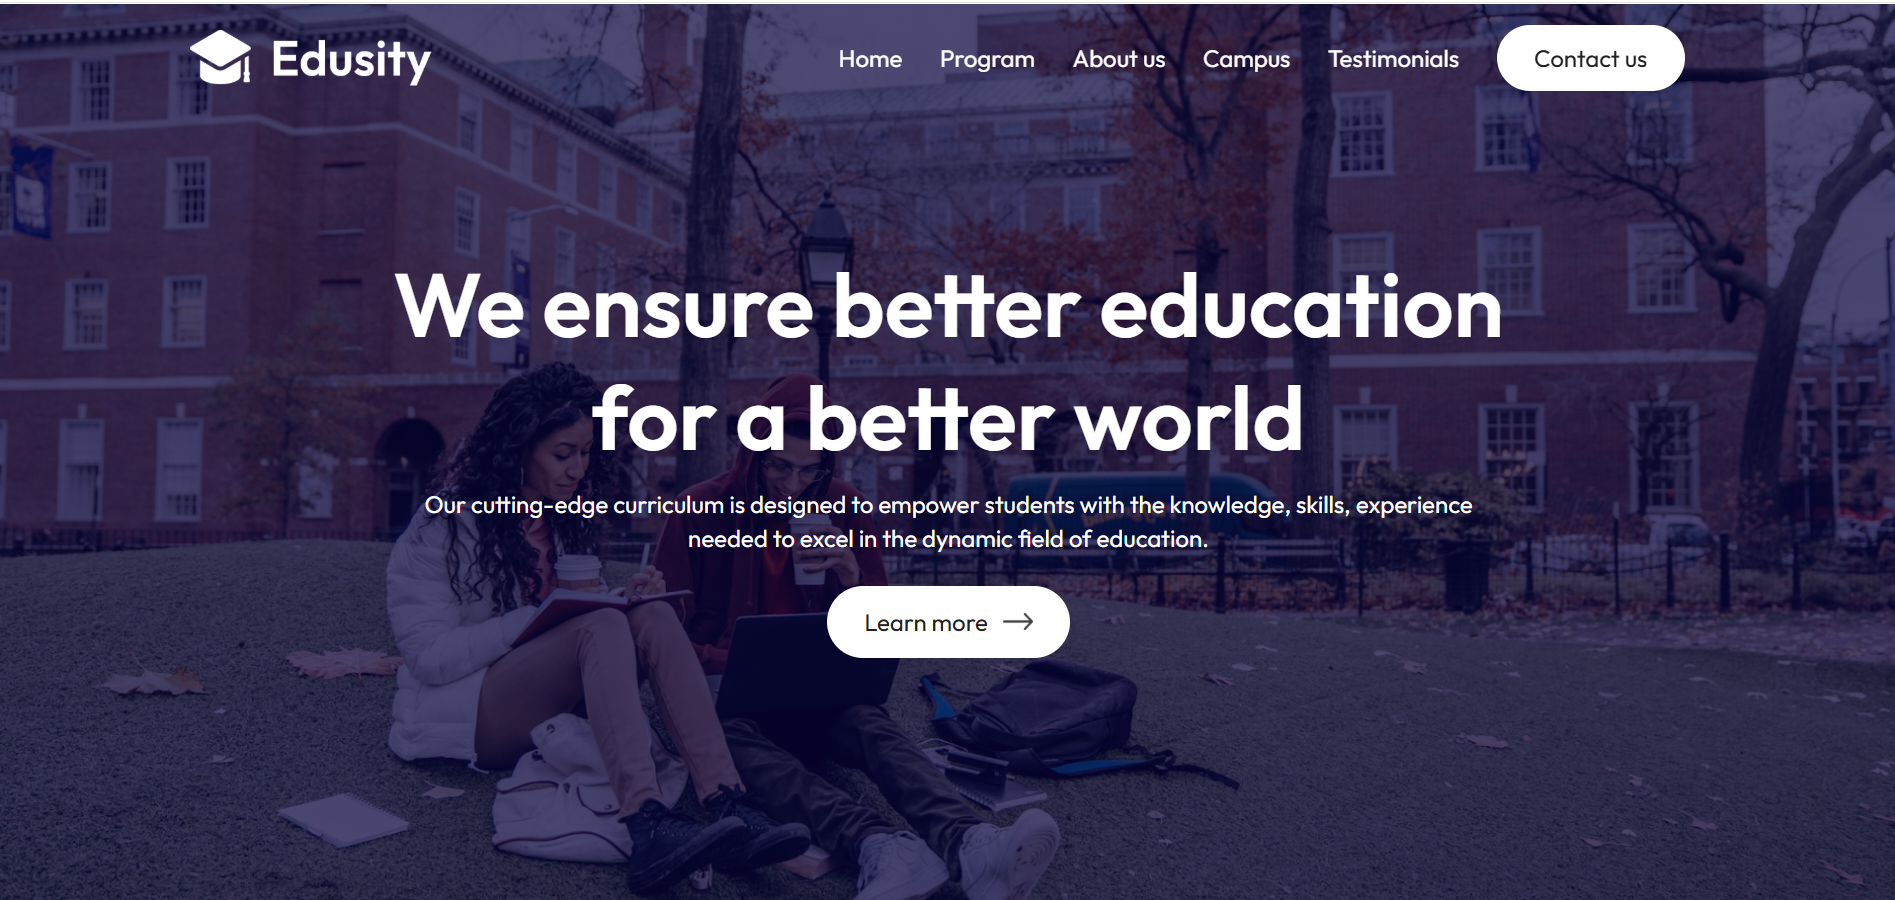 Edusity
Home Program About us Campus Testimonials Contact us
We ensure better education
for a better world
Our cutting-edge curriculum is designed to empower students with the knowledge, skills, experience
needed to excel in the dynamic field of education.
Learn more